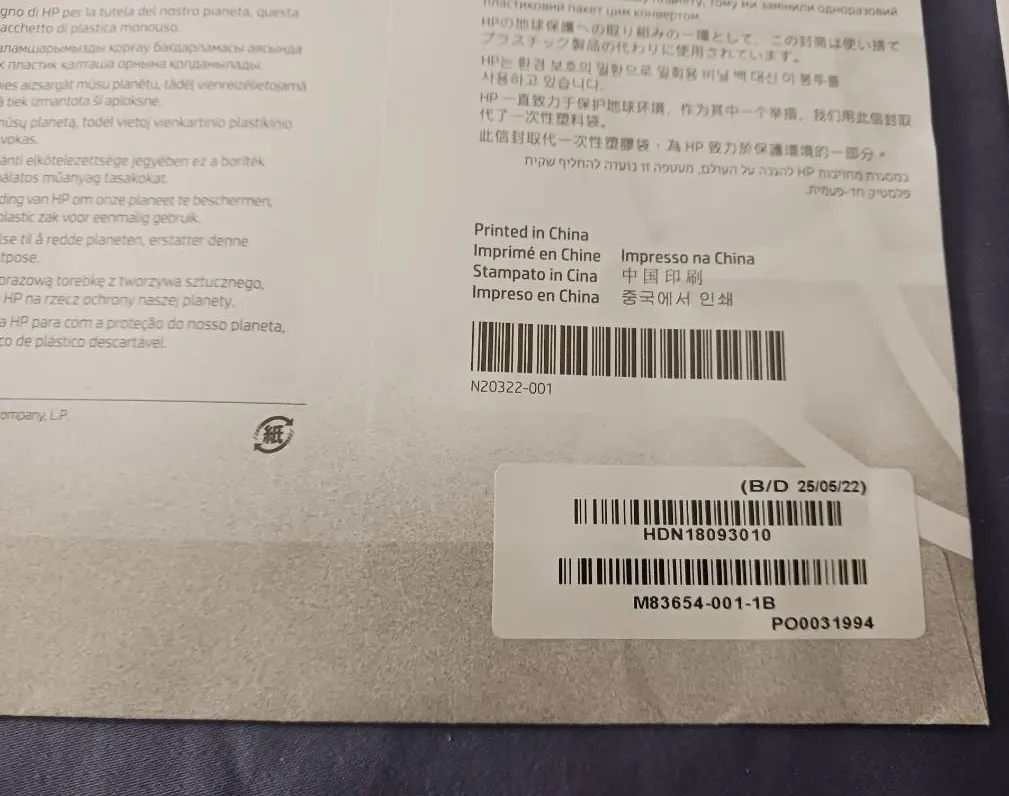 gno di HP per la tutela del nostro pianeta, questa
acchetto di plastica monouso.
қорғау бағдарламасы аясында
к пластик қалташа орнына қолданылады.
ies aizsargāt mūsu planētu, tādēļ vienreizlietojamā
ā tiek izmantota šī aploksne.
mūsų planetą, todėl vietoj vienkartinio plastikinio
vokas.
ánti elkötelezettsége jegyében ez a boríték
nálatos műanyag tasakokat.
ding van HP om onze planeet te beschermen,
plastic zak voor eenmalig gebruik.
lse til å redde planeten, erstatter denne
tpose.
orazową torebkę z tworzywa sztucznego,
HP na rzecz ochrony naszej planety.
a HP para com a proteção do nosso planeta,
co de plástico descartável.
ompany, L.P.
紙
тому ми замінили одноразовий
пластиковий пакет цим конвертом.
HPの地球保護への取り組みの一環として、この封筒は使い捨て
プラスチック製品の代わりに使用されています。
HP는 환경 보호의 일환으로 일회용 비닐 백 대신 이 봉투를
사용하고 있습니다.
HP 一直致力于保护地球环境，作为其中一个举措，我们用此信封取
代了一次性塑料袋。
此信封取代一次性塑膠袋，為 HP 致力於保護環境的一部分。
במסגרת מחויבות HP להגנה על העולם, מעטפה זו נועדה להחליף שקית
פלסטיק חד-פעמית.
Printed in China
Imprimé en Chine Impresso na China
Stampato in Cina 中国印刷
Impreso en China 중국에서 인쇄
N20322-001
(B/D 25/05/22)
HDN18093010
M83654-001-1B
PO0031994